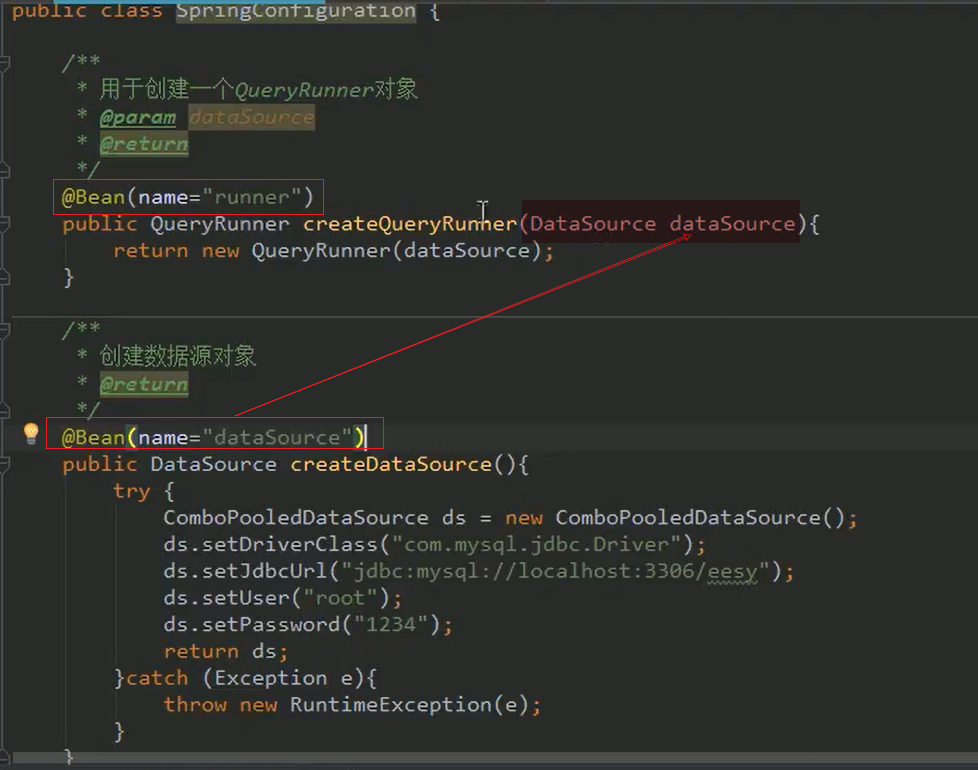 public class SpringConfiguration {
/**
* 用于创建一个QueryRunner对象
* @param dataSource
* @return
*/
@Bean(name="runner")
public QueryRunner createQueryRunner(DataSource dataSource){
return new QueryRunner(dataSource);
}
/**
* 创建数据源对象
* @return
*/
@Bean(name="dataSource")
public DataSource createDataSource(){
try {
ComboPooledDataSource ds = new ComboPooledDataSource();
ds.setDriverClass("com.mysql.jdbc.Driver");
ds.setJdbcUrl("jdbc:mysql://localhost:3306/eesy");
ds.setUser("root");
ds.setPassword("1234");
return ds;
}catch (Exception e){
throw new RuntimeException(e);
}
}